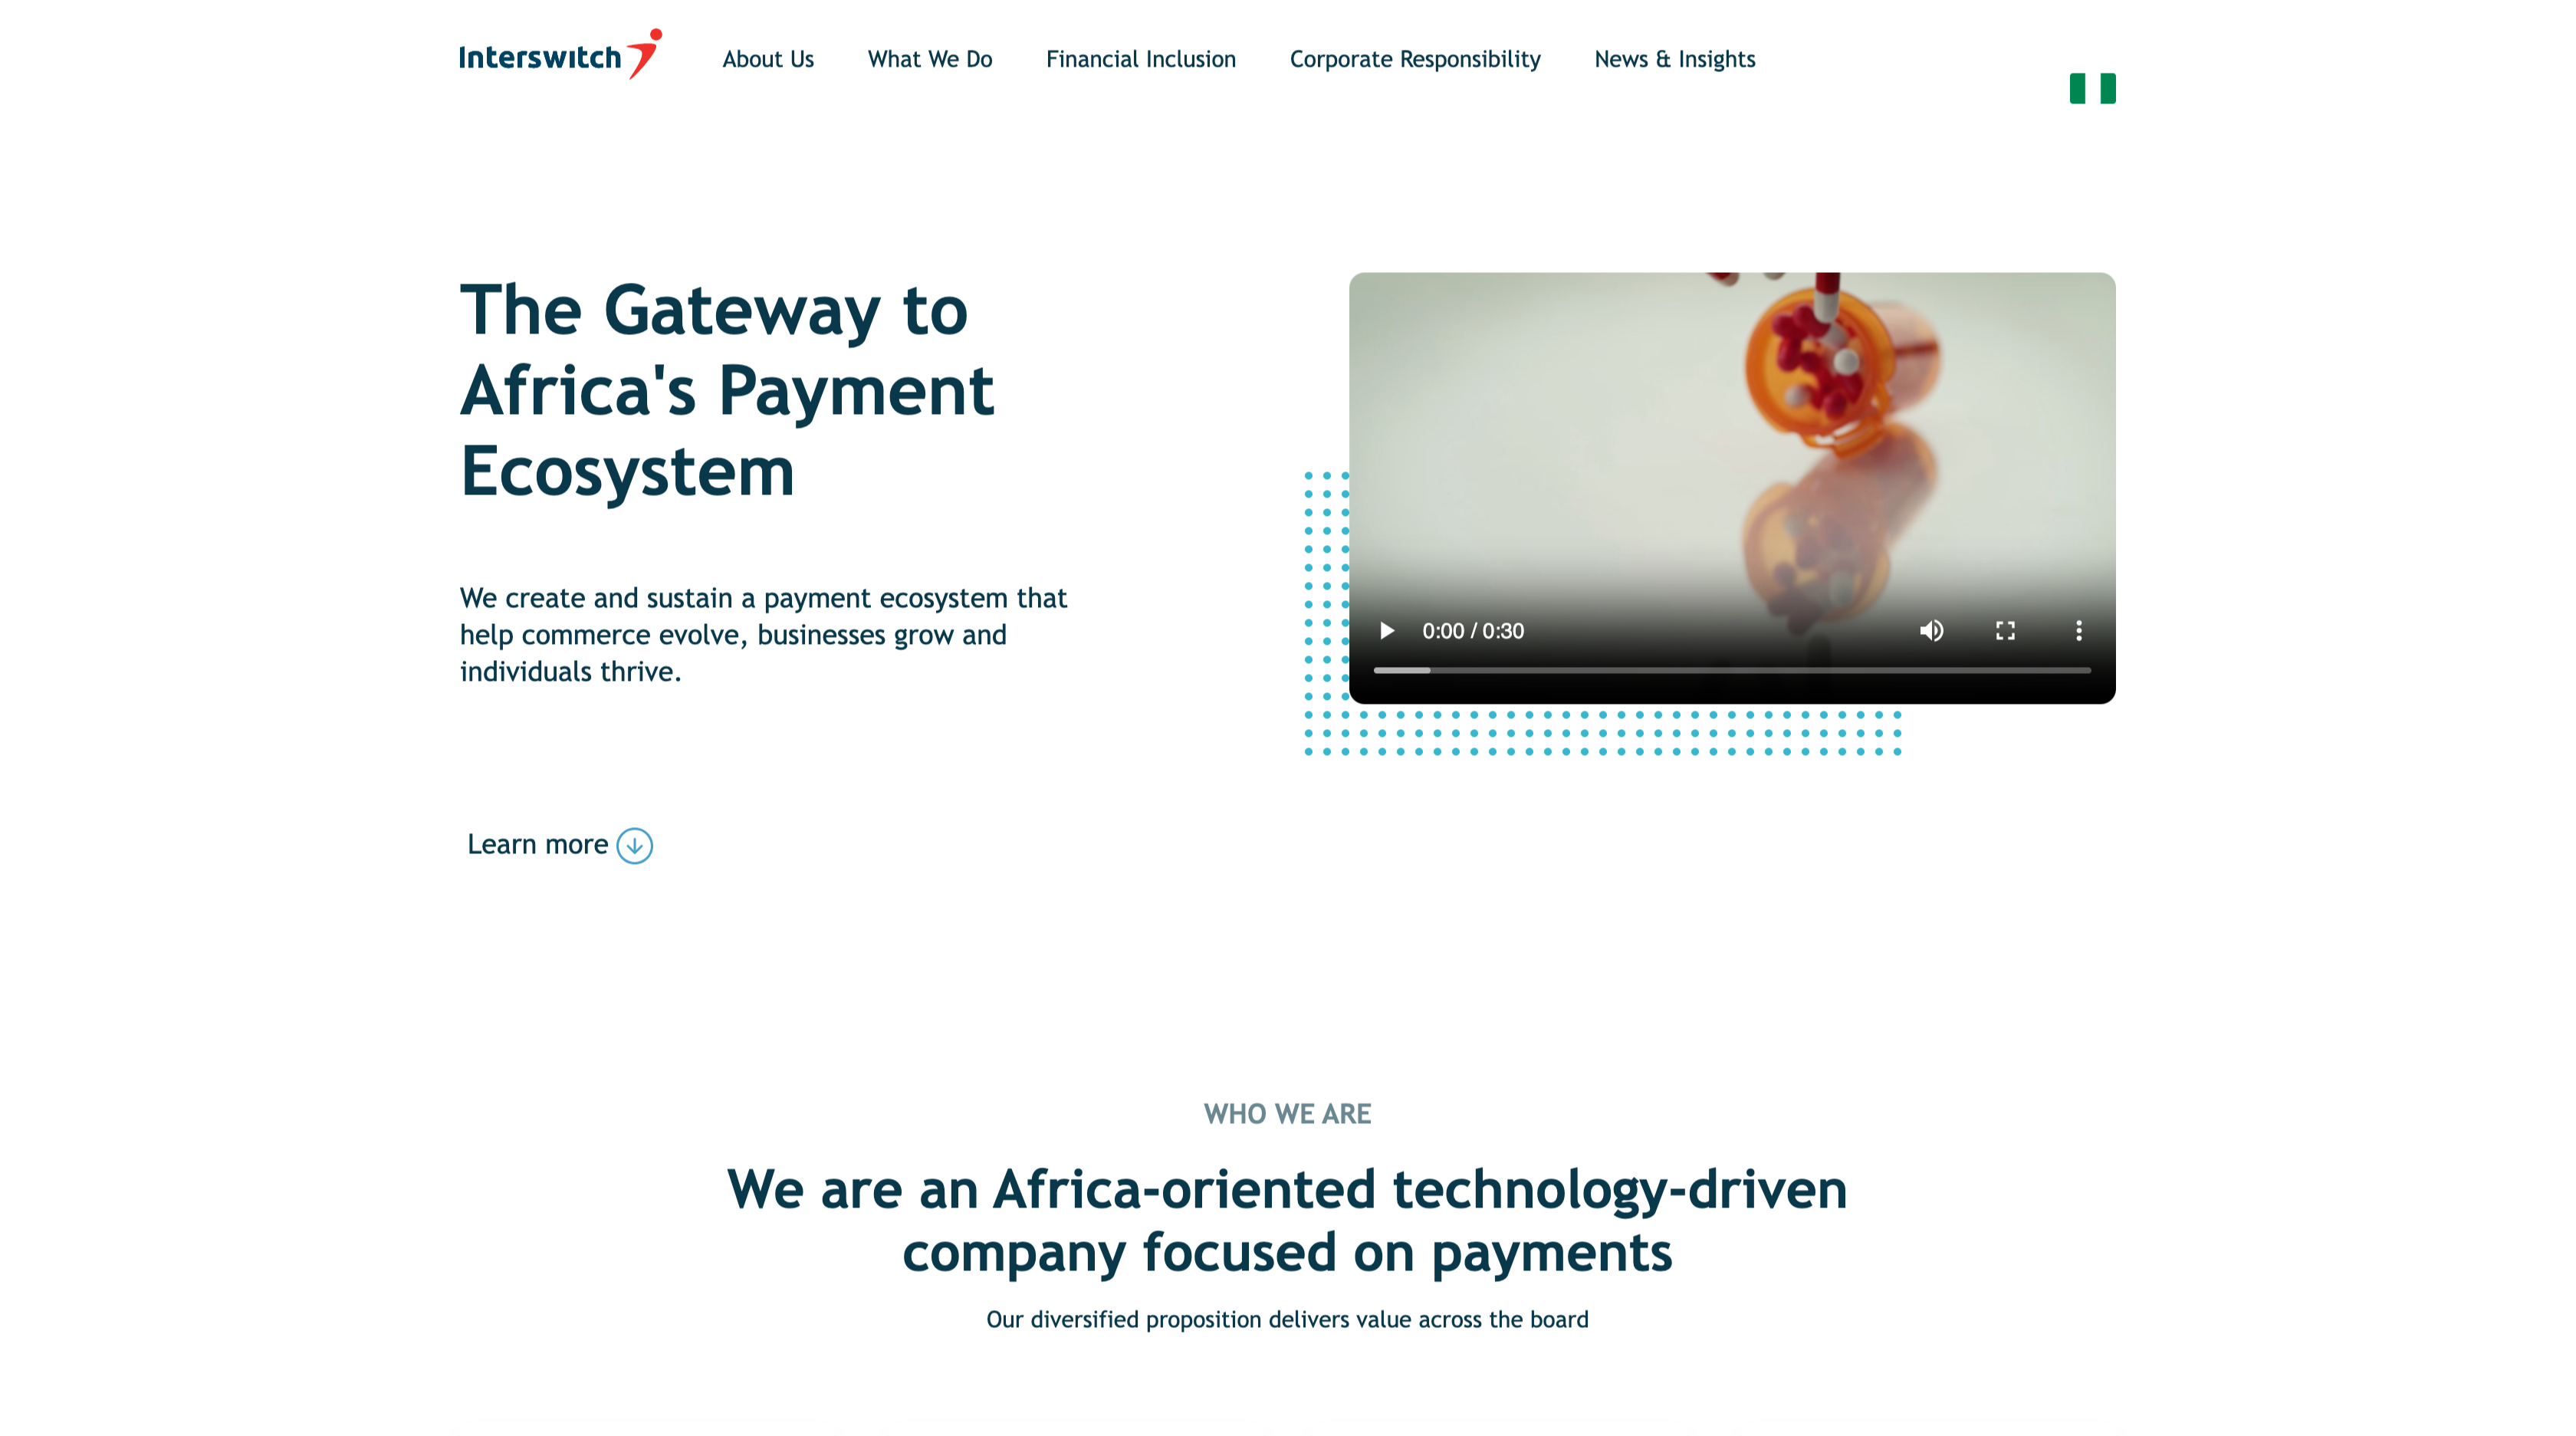 Interswitch
About Us
What We Do
Financial Inclusion
Corporate Responsibility
News & Insights
The Gateway to
Africa's Payment
Ecosystem
We create and sustain a payment ecosystem that
help commerce evolve, businesses grow and
individuals thrive.
0:00 / 0:30
Learn more
WHO WE ARE
We are an Africa-oriented technology-driven
company focused on payments
Our diversified proposition delivers value across the board